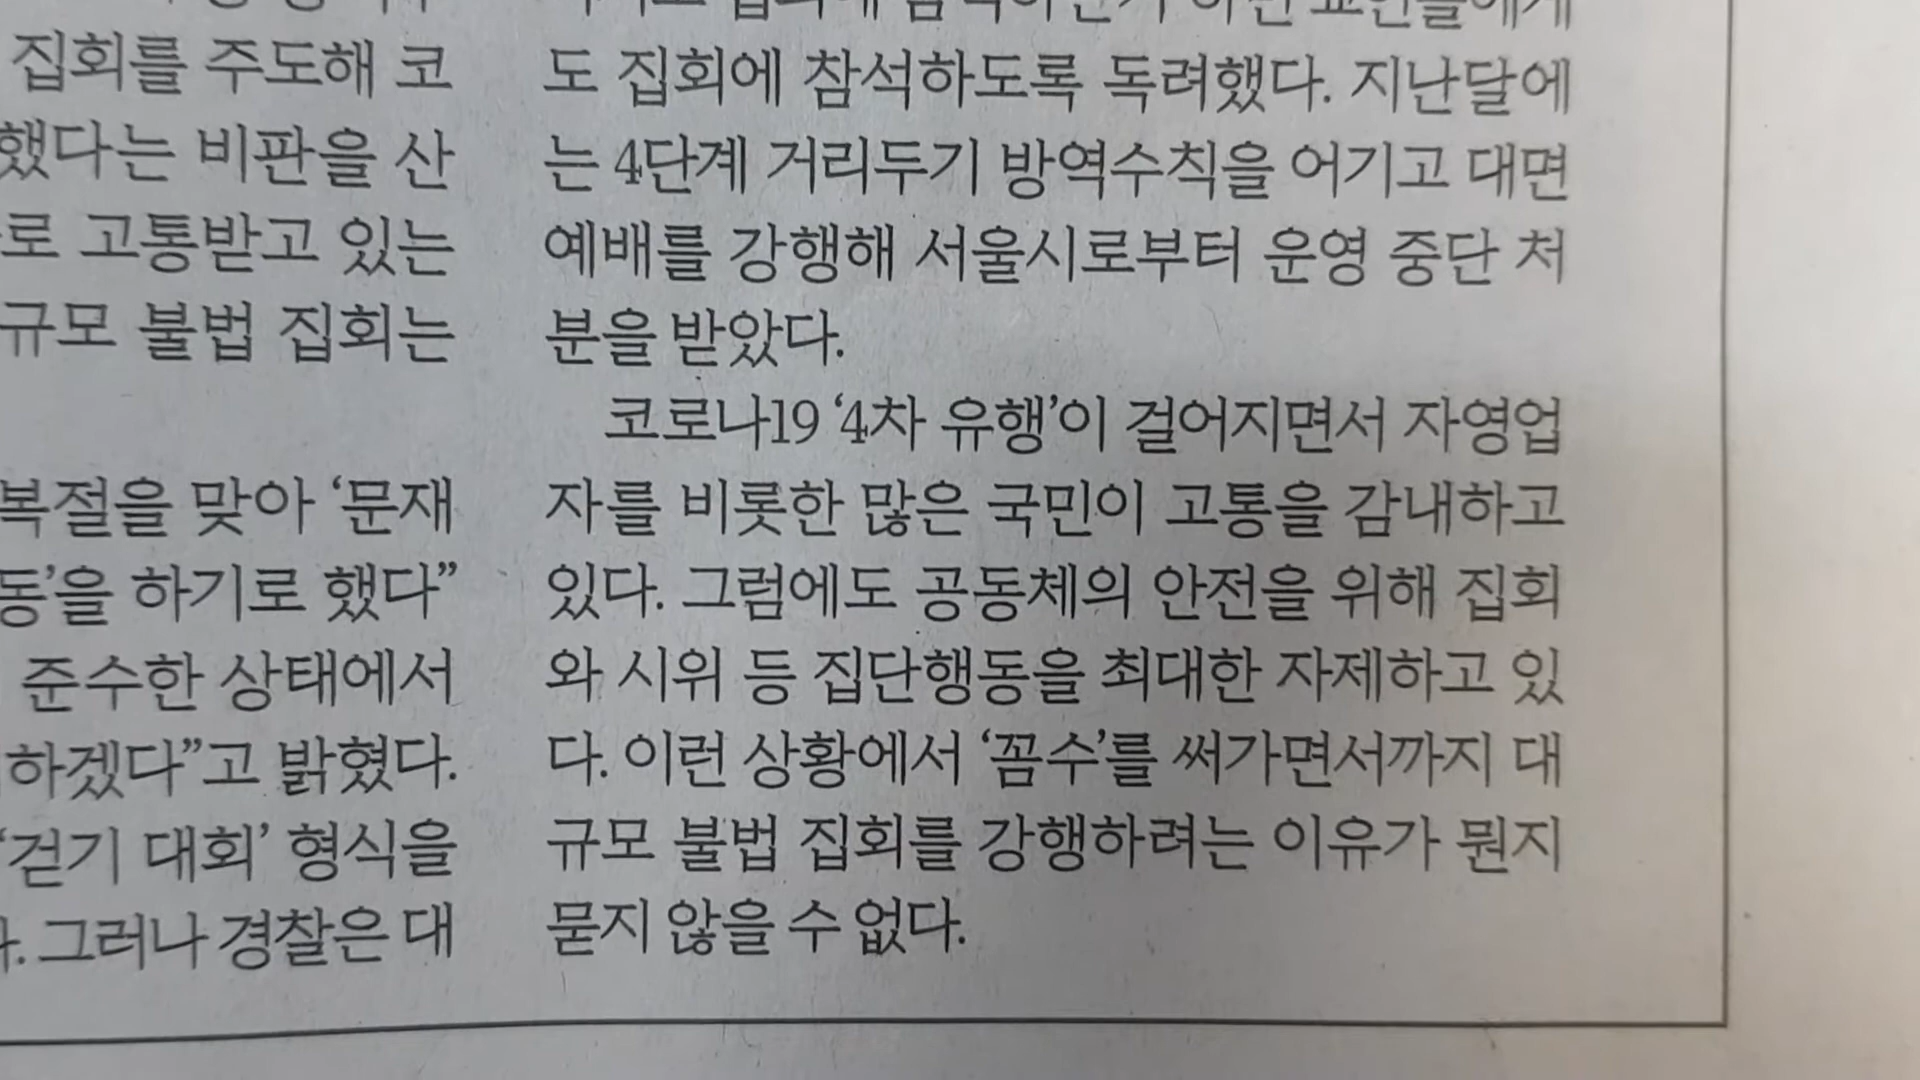 집회를 주도해 코
했다는 비판을 산
로 고통받고 있는
규모 불법 집회는
복절을 맞아 ‘문재
동’을 하기로 했다”
준수한 상태에서
하겠다”고 밝혔다.
‘걷기 대회’ 형식을
그러나 경찰은 대
도 집회에 참석하도록 독려했다. 지난달에
는 4단계 거리두기 방역수칙을 어기고 대면
예배를 강행해 서울시로부터 운영 중단 처
분을 받았다.
코로나19 ‘4차 유행’이 걸어지면서 자영업
자를 비롯한 많은 국민이 고통을 감내하고
있다. 그럼에도 공동체의 안전을 위해 집회
와 시위 등 집단행동을 최대한 자제하고 있
다. 이런 상황에서 ‘꼼수’를 써가면서까지 대
규모 불법 집회를 강행하려는 이유가 뭔지
묻지 않을 수 없다.